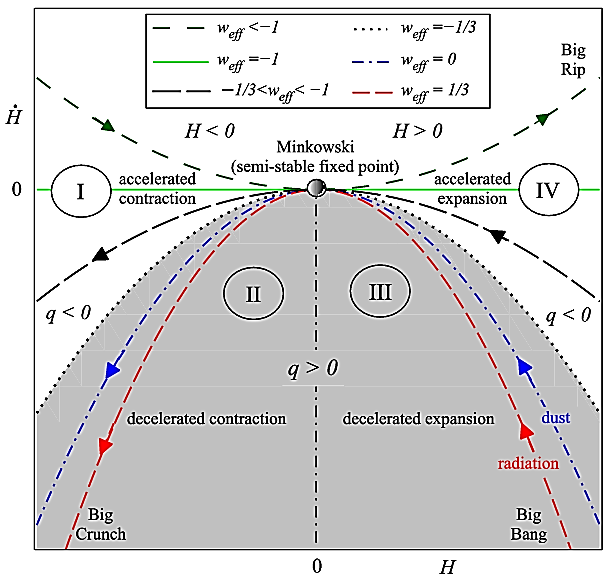 w_eff < −1
w_eff = −1/3
w_eff = −1
w_eff = 0
−1/3<w_eff< −1
w_eff = 1/3
Big
Rip
Ḣ
H < 0
H > 0
Minkowski
(semi-stable fixed point)
0
I
accelerated
contraction
accelerated
expansion
IV
II
III
q < 0
q < 0
q > 0
decelerated contraction
decelerated expansion
dust
radiation
Big
Crunch
Big
Bang
0
H